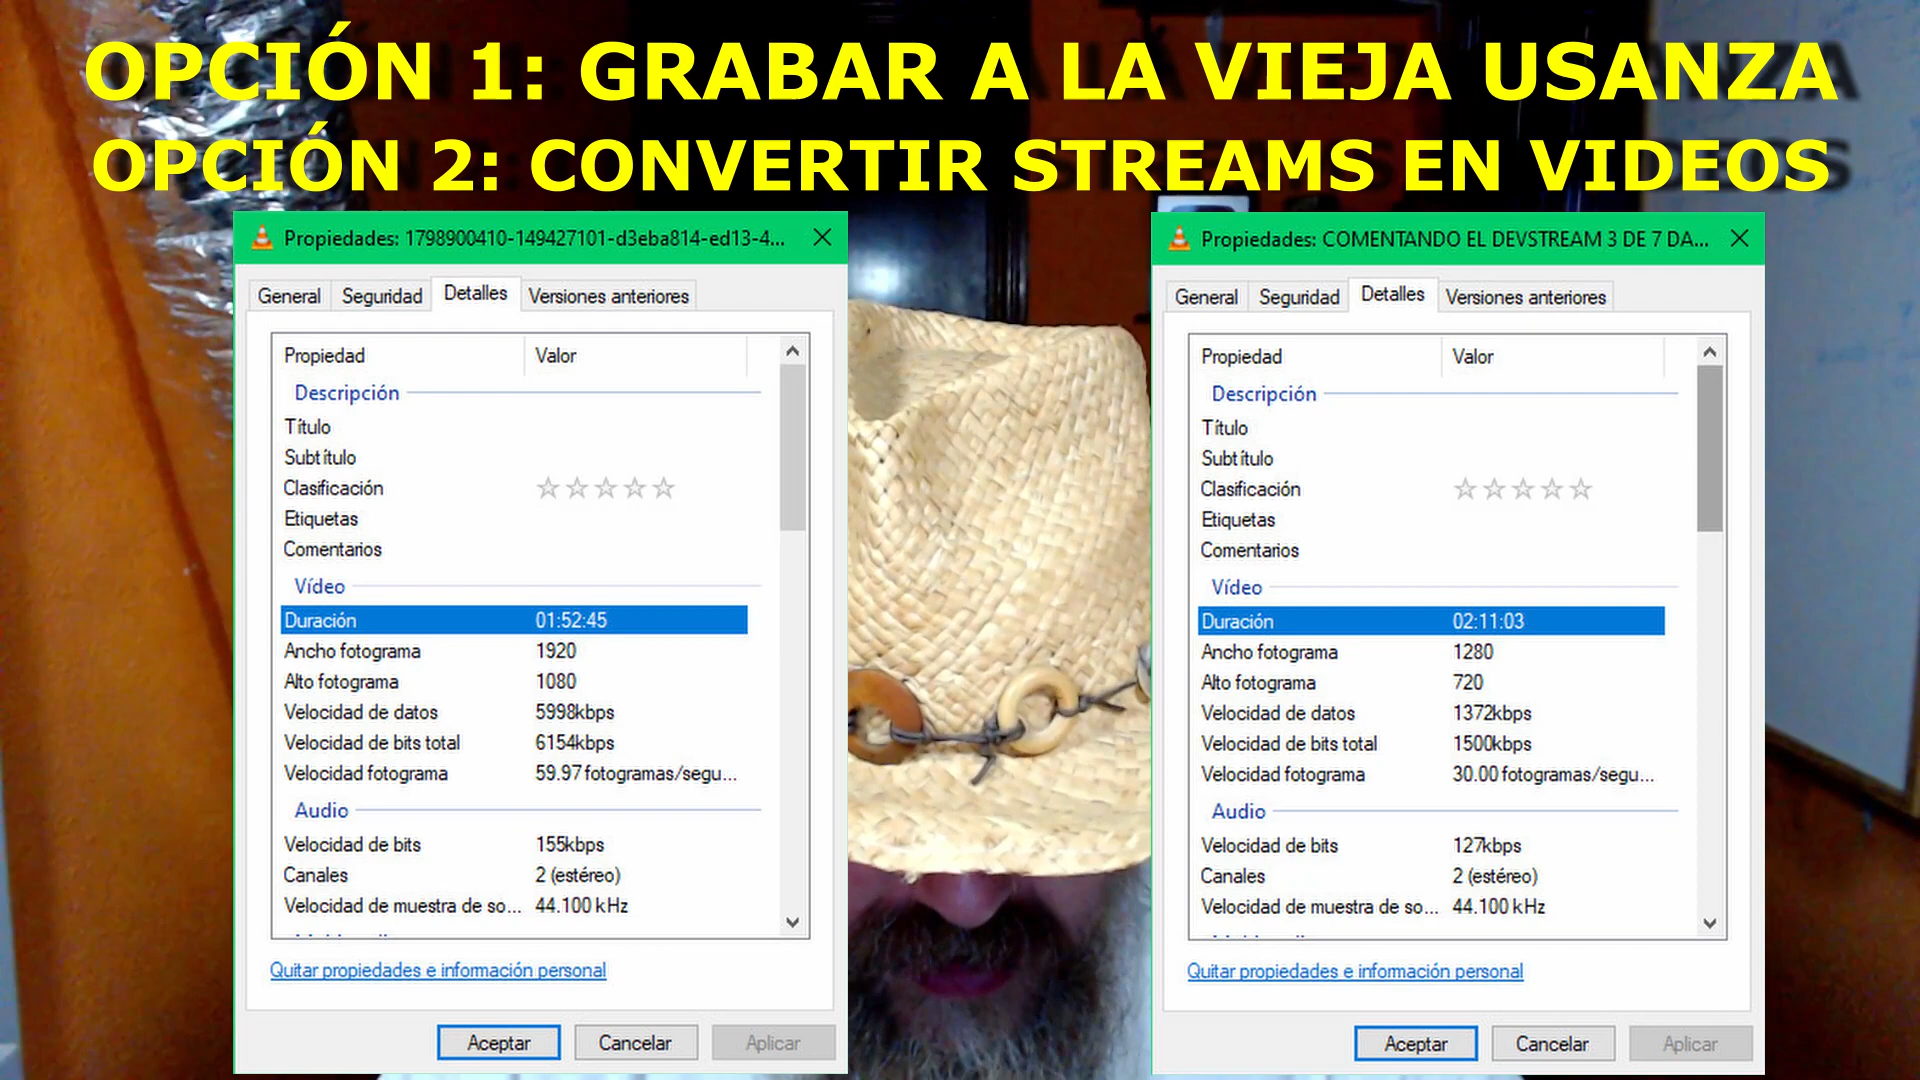 OPCIÓN 1: GRABAR A LA VIEJA USANZA
OPCIÓN 2: CONVERTIR STREAMS EN VIDEOS
Propiedades: 1798900410-149427101-d3eba814-ed13-4...
General Seguridad Detalles Versiones anteriores
Propiedad Valor
Descripción
Título
Subtítulo
Clasificación
Etiquetas
Comentarios
Vídeo
Duración 01:52:45
Ancho fotograma 1920
Alto fotograma 1080
Velocidad de datos 5998kbps
Velocidad de bits total 6154kbps
Velocidad fotograma 59.97 fotogramas/segu...
Audio
Velocidad de bits 155kbps
Canales 2 (estéreo)
Velocidad de muestra de so... 44.100 kHz
Quitar propiedades e información personal
Aceptar Cancelar Aplicar
Propiedades: COMENTANDO EL DEVSTREAM 3 DE 7 DA...
General Seguridad Detalles Versiones anteriores
Propiedad Valor
Descripción
Título
Subtítulo
Clasificación
Etiquetas
Comentarios
Vídeo
Duración 02:11:03
Ancho fotograma 1280
Alto fotograma 720
Velocidad de datos 1372kbps
Velocidad de bits total 1500kbps
Velocidad fotograma 30.00 fotogramas/segu...
Audio
Velocidad de bits 127kbps
Canales 2 (estéreo)
Velocidad de muestra de so... 44.100 kHz
Quitar propiedades e información personal
Aceptar Cancelar Aplicar